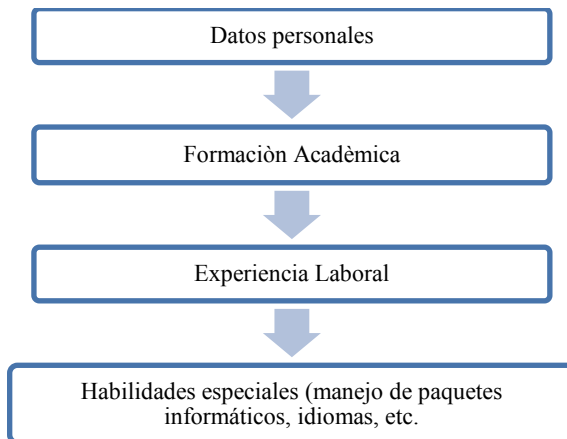 Datos personales
Formaciòn Acadèmica
Experiencia Laboral
Habilidades especiales (manejo de paquetes
informáticos, idiomas, etc.